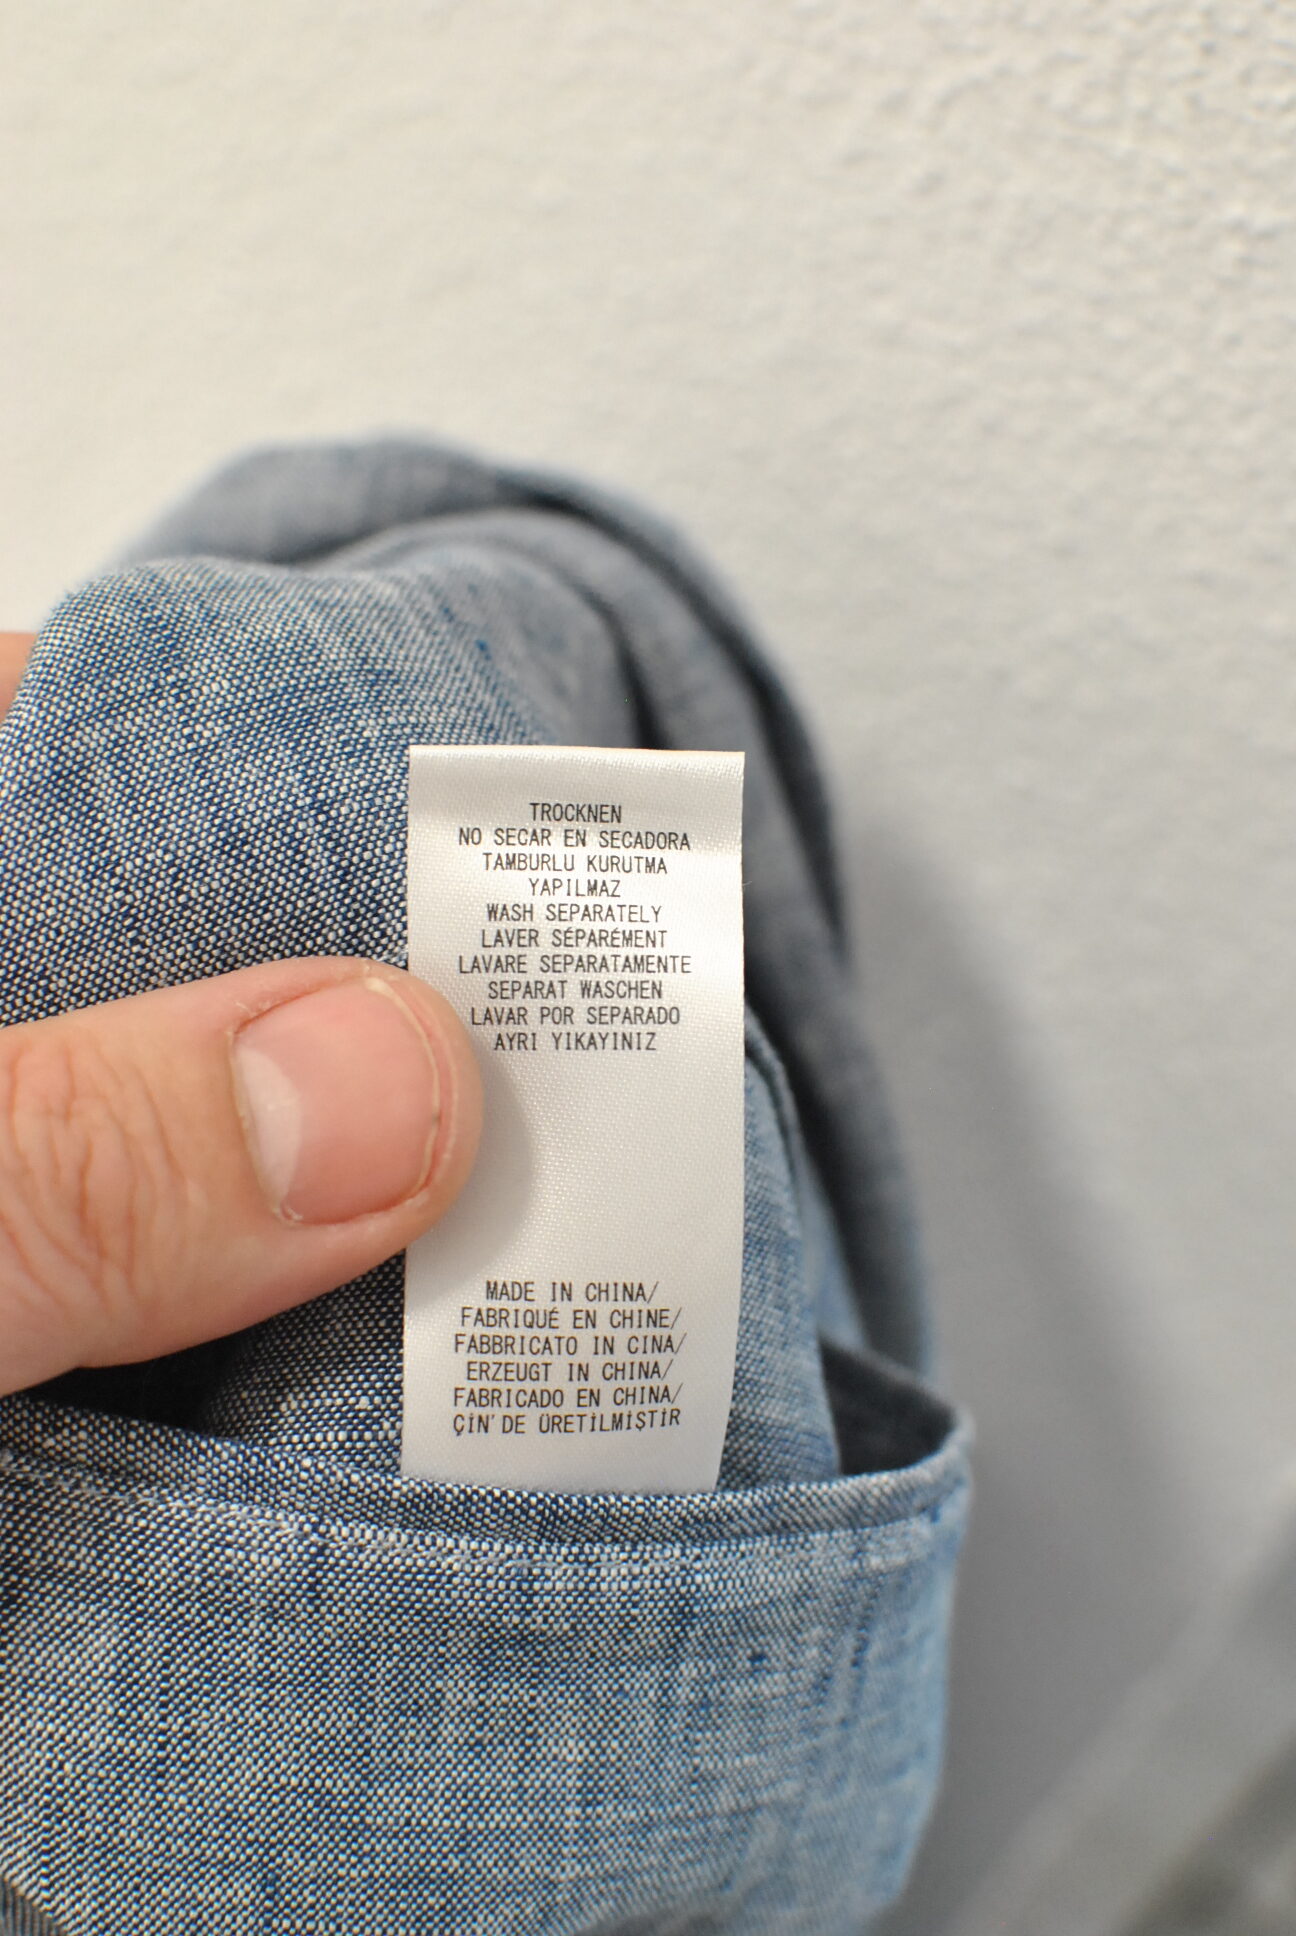 TROCKNEN
NO SECAR EN SECADORA
TAMBURLU KURUTMA
YAPILMAZ
WASH SEPARATELY
LAVER SÉPARÉMENT
LAVARE SEPARATAMENTE
SEPARAT WASCHEN
LAVAR POR SEPARADO
AYRI YIKAYINIZ
MADE IN CHINA/
FABRIQUÉ EN CHINE/
FABBRICATO IN CINA/
ERZEUGT IN CHINA/
FABRICADO EN CHINA/
ÇİN'DE ÜRETİLMİŞTİR